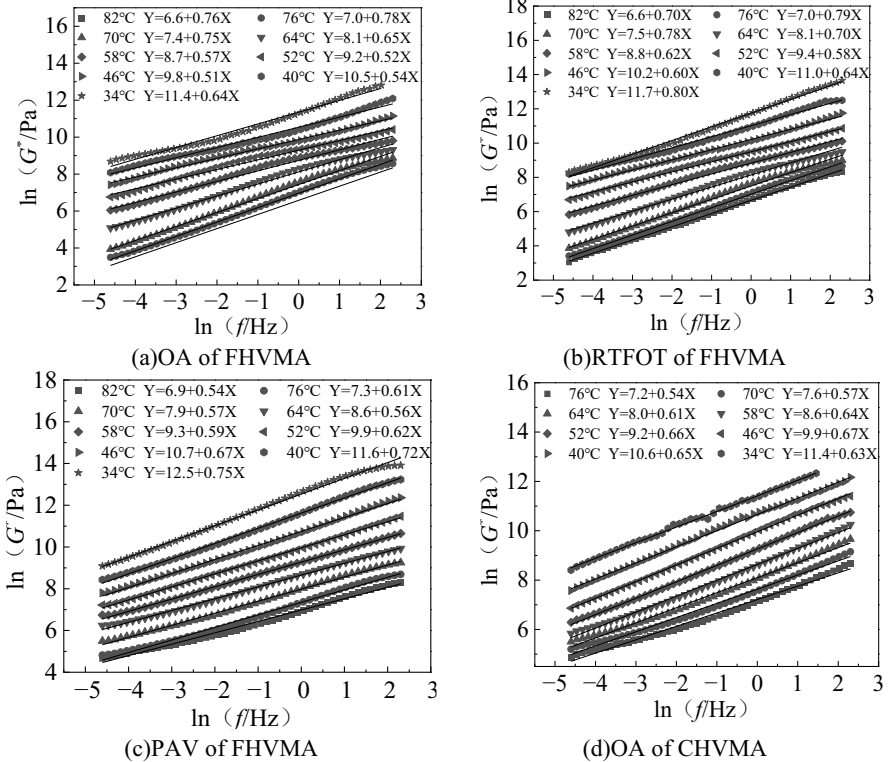 16
14
12
10
8
6
4
2
ln（G*/Pa）
82℃ Y=6.6+0.76X 76℃ Y=7.0+0.78X
70℃ Y=7.4+0.75X 64℃ Y=8.1+0.65X
58℃ Y=8.7+0.57X 52℃ Y=9.2+0.52X
46℃ Y=9.8+0.51X 40℃ Y=10.5+0.54X
34℃ Y=11.4+0.64X
−5 −4 −3 −2 −1 0 1 2 3
ln（f/Hz）
(a)OA of FHVMA
18
16
14
12
10
8
6
4
2
ln（G*/Pa）
82℃ Y=6.6+0.70X 76℃ Y=7.0+0.79X
70℃ Y=7.5+0.78X 64℃ Y=8.1+0.70X
58℃ Y=8.8+0.62X 52℃ Y=9.4+0.58X
46℃ Y=10.2+0.60X 40℃ Y=11.0+0.64X
34℃ Y=11.7+0.80X
−5 −4 −3 −2 −1 0 1 2 3
ln（f/Hz）
(b)RTFOT of FHVMA
18
16
14
12
10
8
6
4
ln（G*/Pa）
82℃ Y=6.9+0.54X 76℃ Y=7.3+0.61X
70℃ Y=7.9+0.57X 64℃ Y=8.6+0.56X
58℃ Y=9.3+0.59X 52℃ Y=9.9+0.62X
46℃ Y=10.7+0.67X 40℃ Y=11.6+0.72X
34℃ Y=12.5+0.75X
−5 −4 −3 −2 −1 0 1 2 3
ln（f/Hz）
(c)PAV of FHVMA
16
14
12
10
8
6
ln（G*/Pa）
76℃ Y=7.2+0.54X 70℃ Y=7.6+0.57X
64℃ Y=8.0+0.61X 58℃ Y=8.6+0.64X
52℃ Y=9.2+0.66X 46℃ Y=9.9+0.67X
40℃ Y=10.6+0.65X 34℃ Y=11.4+0.63X
−5 −4 −3 −2 −1 0 1 2 3
ln（f/Hz）
(d)OA of CHVMA